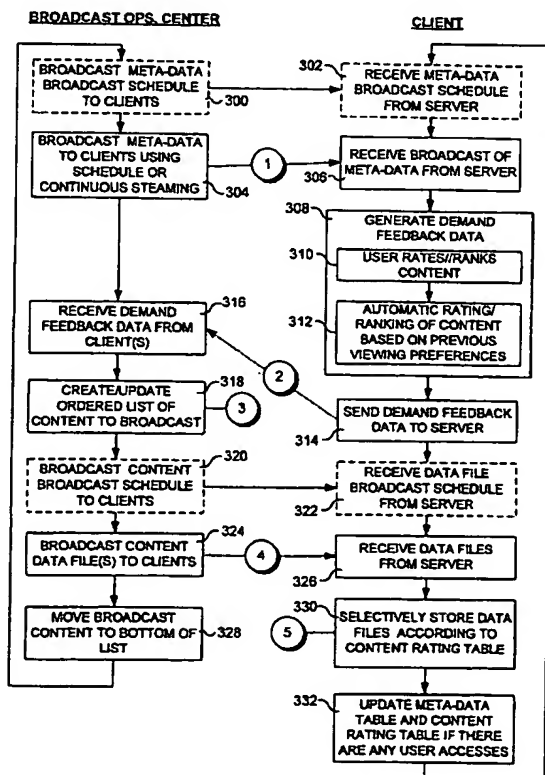 BROADCAST OPS. CENTER
CLIENT
BROADCAST META-DATA
BROADCAST SCHEDULE
TO CLIENTS
300
302
RECEIVE META-DATA
BROADCAST SCHEDULE
FROM SERVER
BROADCAST META-DATA
TO CLIENTS USING
SCHEDULE OR
CONTINUOUS STEAMING
304
1
RECEIVE BROADCAST OF
META-DATA FROM SERVER
306
308
GENERATE DEMAND
FEEDBACK DATA
310
USER RATES//RANKS
CONTENT
312
AUTOMATIC RATING/
RANKING OF CONTENT
BASED ON PREVIOUS
VIEWING PREFERENCES
316
RECEIVE DEMAND
FEEDBACK DATA FROM
CLIENT(S)
2
318
CREATE/UPDATE
ORDERED LIST OF
CONTENT TO BROADCAST
3
SEND DEMAND FEEDBACK
DATA TO SERVER
314
320
BROADCAST CONTENT
BROADCAST SCHEDULE
TO CLIENTS
RECEIVE DATA FILE
BROADCAST SCHEDULE
FROM SERVER
322
324
BROADCAST CONTENT
DATA FILE(S) TO CLIENTS
4
RECEIVE DATA FILES
FROM SERVER
326
MOVE BROADCAST
CONTENT TO BOTTOM OF
LIST
328
330
SELECTIVELY STORE DATA
FILES ACCORDING TO
CONTENT RATING TABLE
5
332
UPDATE META-DATA
TABLE AND CONTENT
RATING TABLE IF THERE
ARE ANY USER ACCESSES